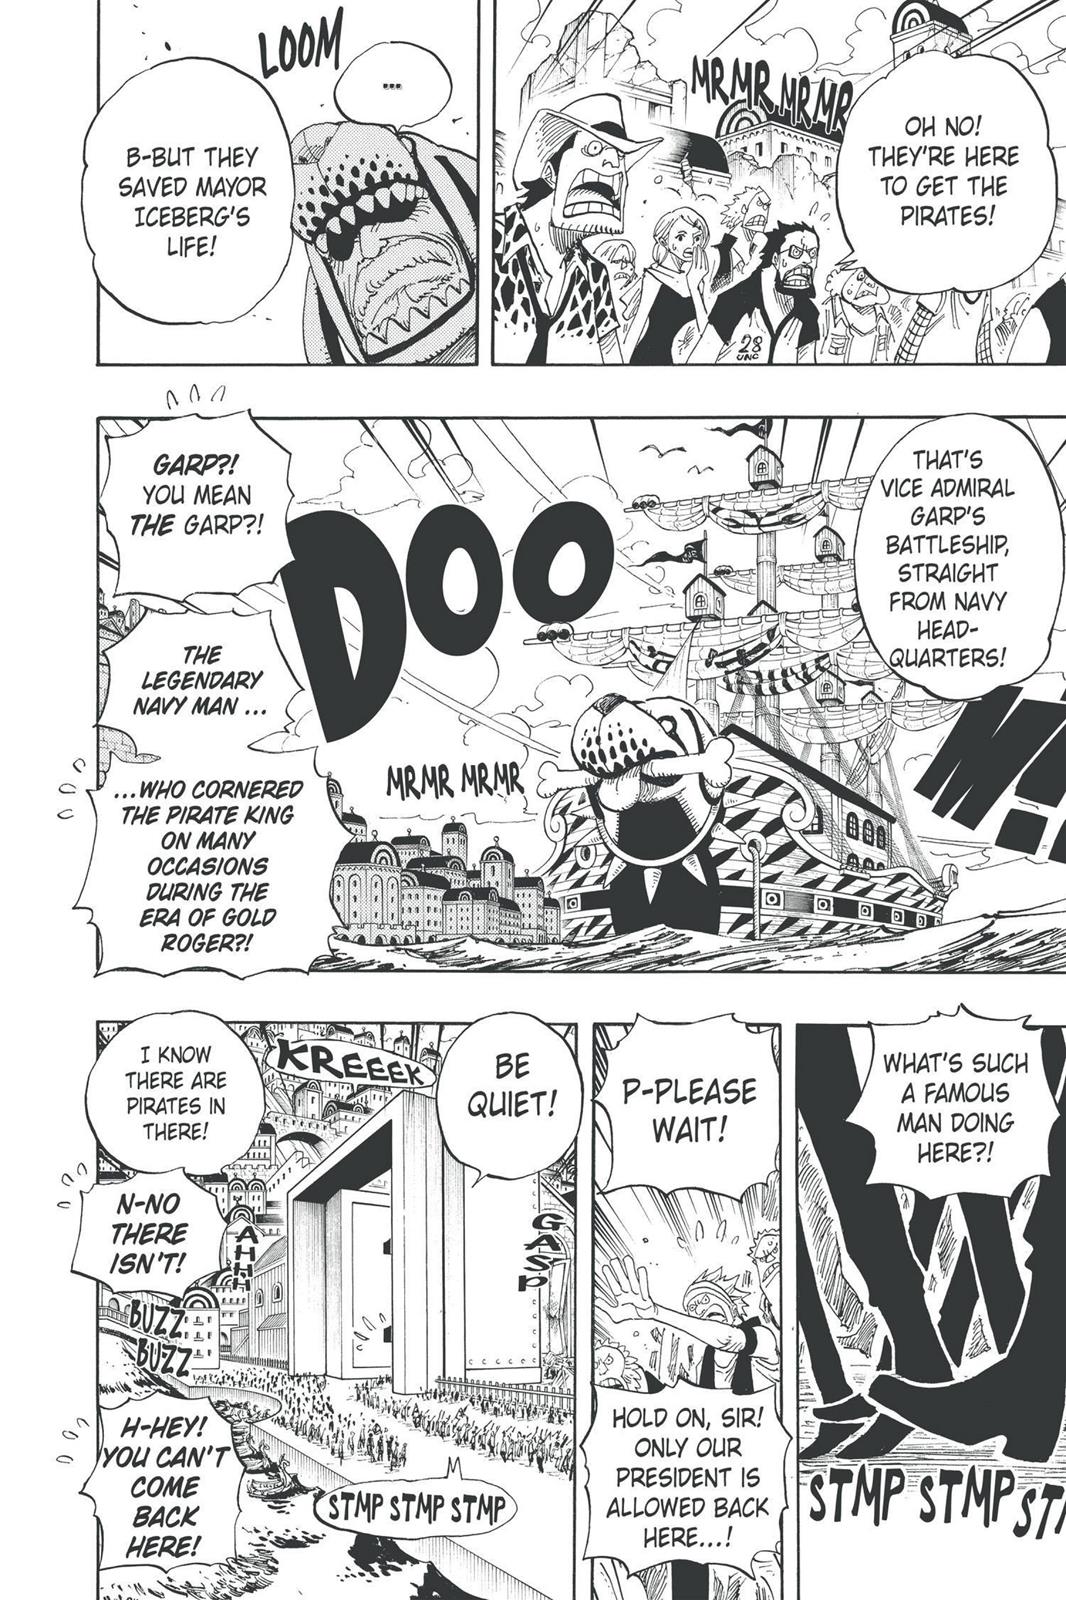 OH NO!
THEY'RE HERE
TO GET THE
PIRATES!
MRMR MRMR
28
UNC
LOOM
...
B-BUT THEY
SAVED MAYOR
ICEBERG'S
LIFE!
THAT'S
VICE ADMIRAL
GARP'S
BATTLESHIP,
STRAIGHT
FROM NAVY
HEAD-
QUARTERS!
DOO
MRMR MRMR
GARP?!
YOU MEAN
THE GARP?!
THE
LEGENDARY
NAVY MAN ...
...WHO CORNERED
THE PIRATE KING
ON MANY
OCCASIONS
DURING THE
ERA OF GOLD
ROGER?!
WHAT'S SUCH
A FAMOUS
MAN DOING
HERE?!
STMP STMP
P-PLEASE
WAIT!
HOLD ON, SIR!
ONLY OUR
PRESIDENT IS
ALLOWED BACK
HERE...!
BE
QUIET!
KREEEK
GASP
I KNOW
THERE ARE
PIRATES IN
THERE!
N-NO
THERE
ISN'T!
AHHH
BUZZ
BUZZ
H-HEY!
YOU CAN'T
COME
BACK
HERE!
STMP STMP STMP